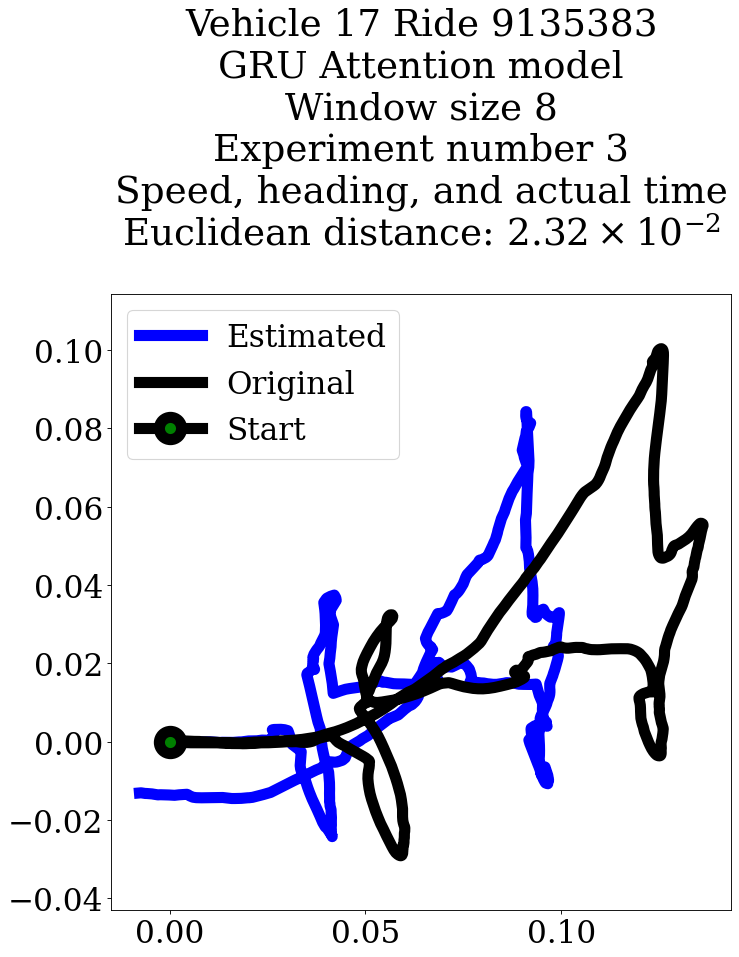 Vehicle 17 Ride 9135383
GRU Attention model
Window size 8
Experiment number 3
Speed, heading, and actual time
Euclidean distance: 2.32 × 10⁻²
Estimated
Original
Start
0.10
0.08
0.06
0.04
0.02
0.00
−0.02
−0.04
0.00 0.05 0.10